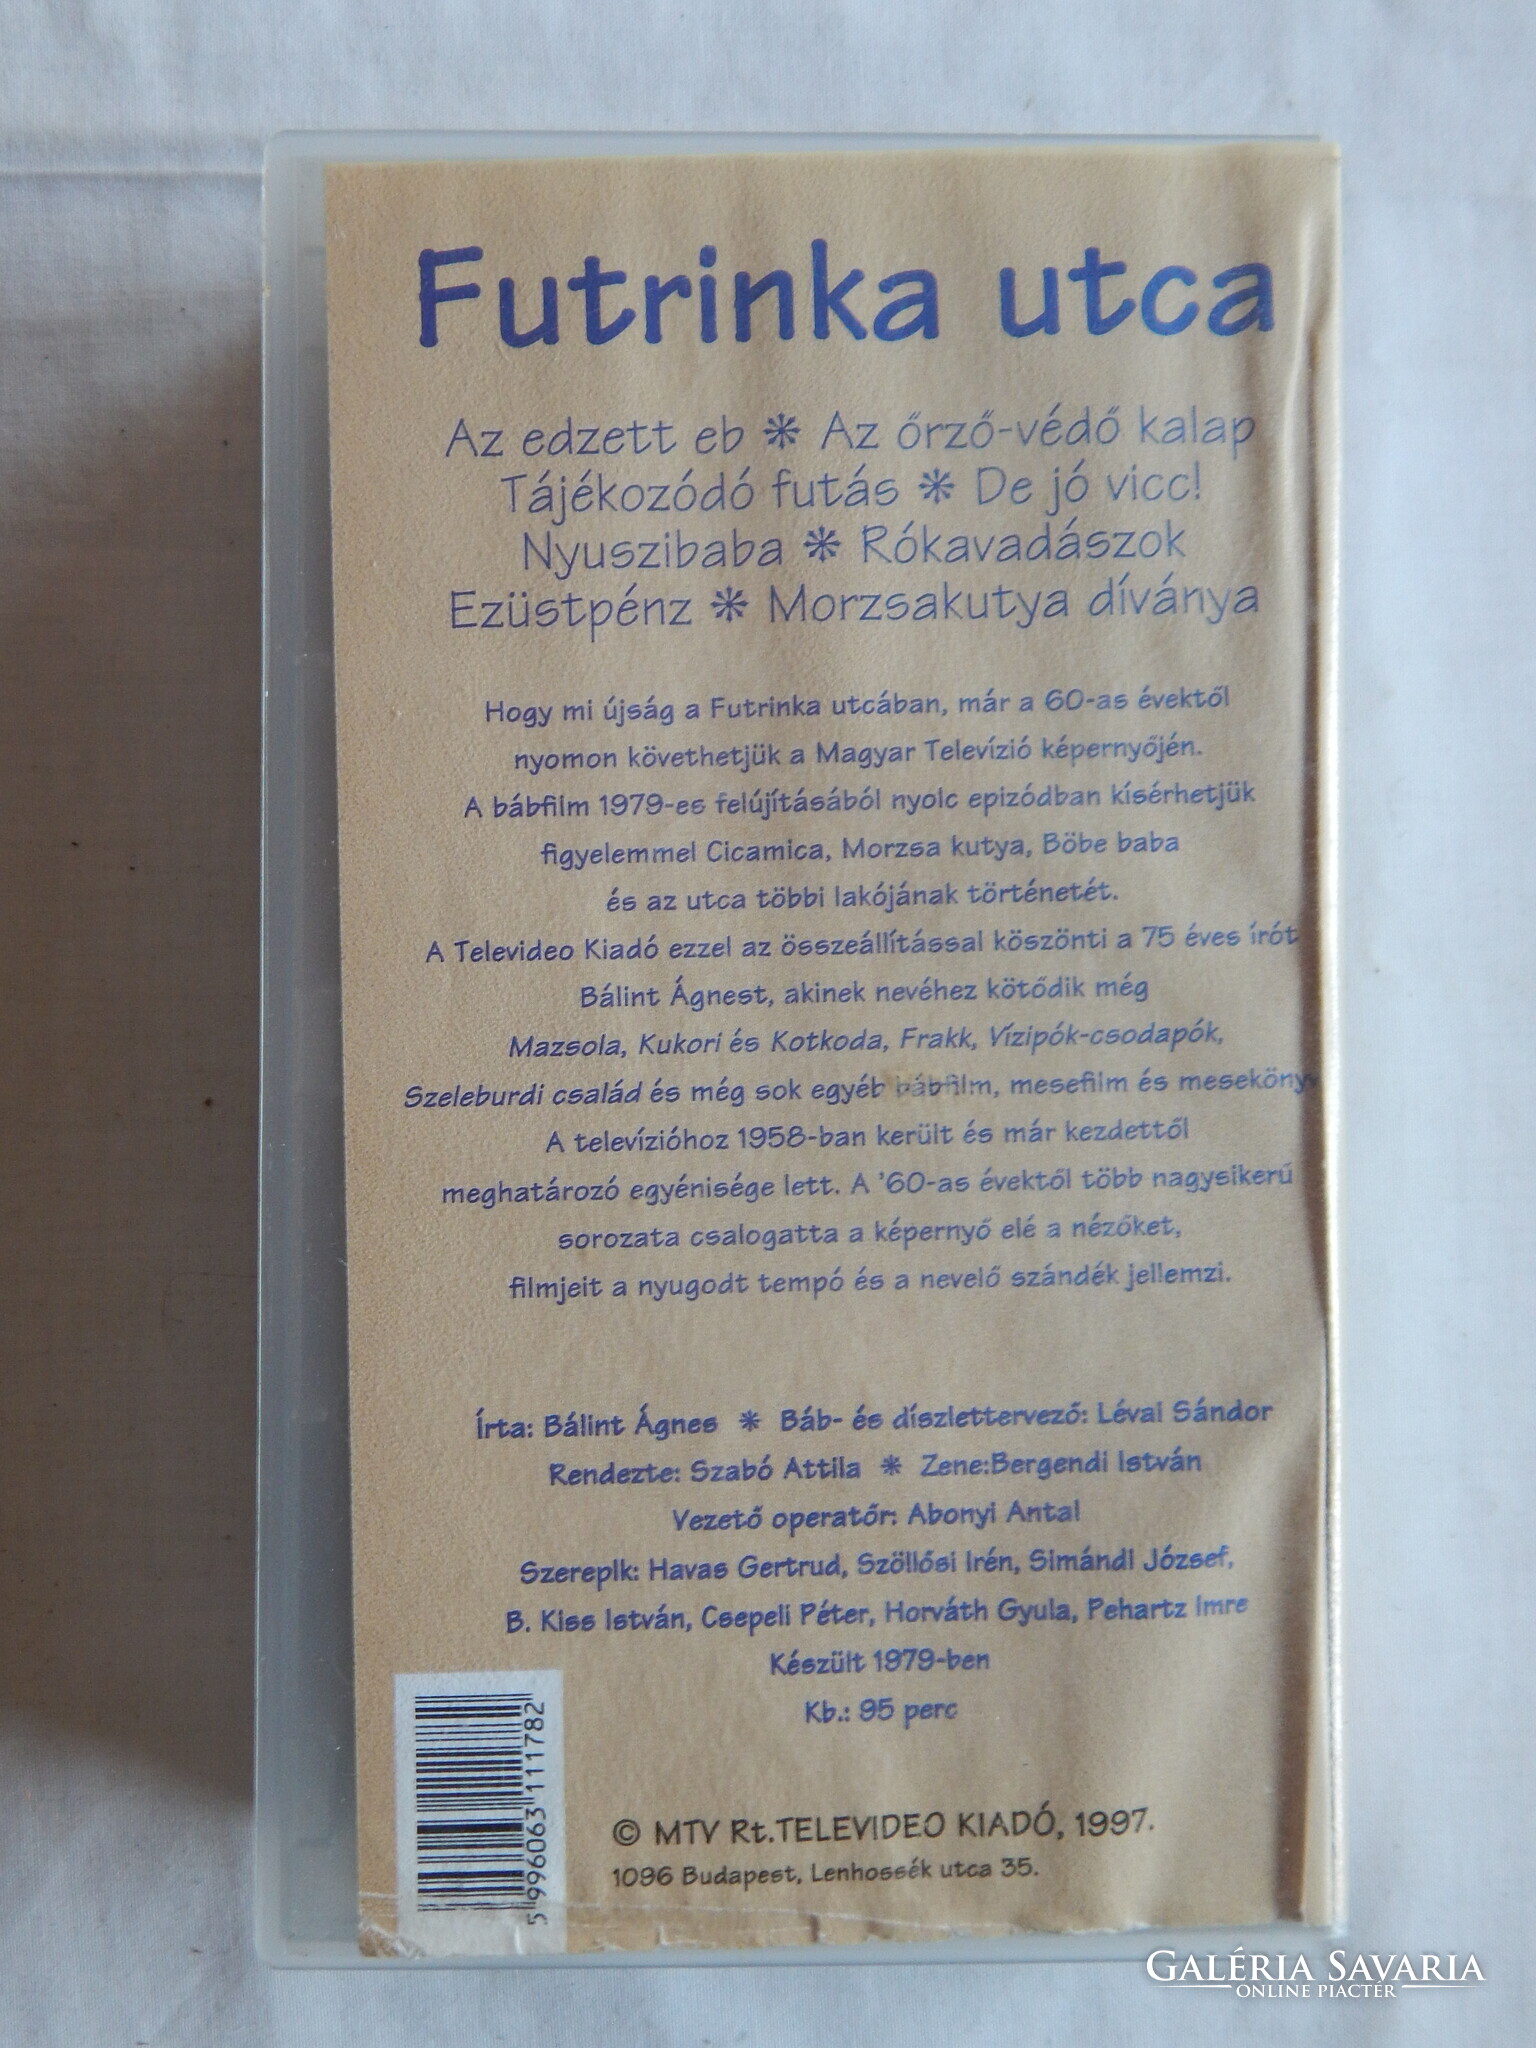 Futrinka utca
Az edzett eb ✻ Az őrző-védő kalap
Tájékozódó futás ✻ De jó vicc!
Nyuszibaba ✻ Rókavadászok
Ezüstpénz ✻ Morzsakutya díványa
Hogy mi újság a Futrinka utcában, már a 60-as évektől
nyomon követhetjük a Magyar Televízió képernyőjén.
A bábfilm 1979-es felújításából nyolc epizódban kísérhetjük
figyelemmel Cicamica, Morzsa kutya, Böbe baba
és az utca többi lakójának történetét.
A Televideo Kiadó ezzel az összeállítással köszönti a 75 éves írót
Bálint Ágnest, akinek nevéhez kötődik még
Mazsola, Kukori és Kotkoda, Frakk, Vízipók-csodapók,
Szeleburdi család és még sok egyéb bábfilm, mesefilm és mesekönyv
A televízióhoz 1958-ban került és már kezdettől
meghatározó egyénisége lett. A '60-as évektől több nagysikerű
sorozata csalogatta a képernyő elé a nézőket,
filmjeit a nyugodt tempó és a nevelő szándék jellemzi.
Írta: Bálint Ágnes ✻ Báb- és díszlettervező: Lévai Sándor
Rendezte: Szabó Attila ✻ Zene:Bergendi István
Vezető operatőr: Abonyi Antal
Szereplk: Havas Gertrud, Szöllősi Irén, Simándi József,
B. Kiss István, Csepeli Péter, Horváth Gyula, Pehartz Imre
Készült 1979-ben
Kb.: 95 perc
5 996063 111782
© MTV Rt.TELEVIDEO KIADÓ, 1997.
1096 Budapest, Lenhossék utca 35.
GALÉRIA SAVARIA
ONLINE PIACTÉR